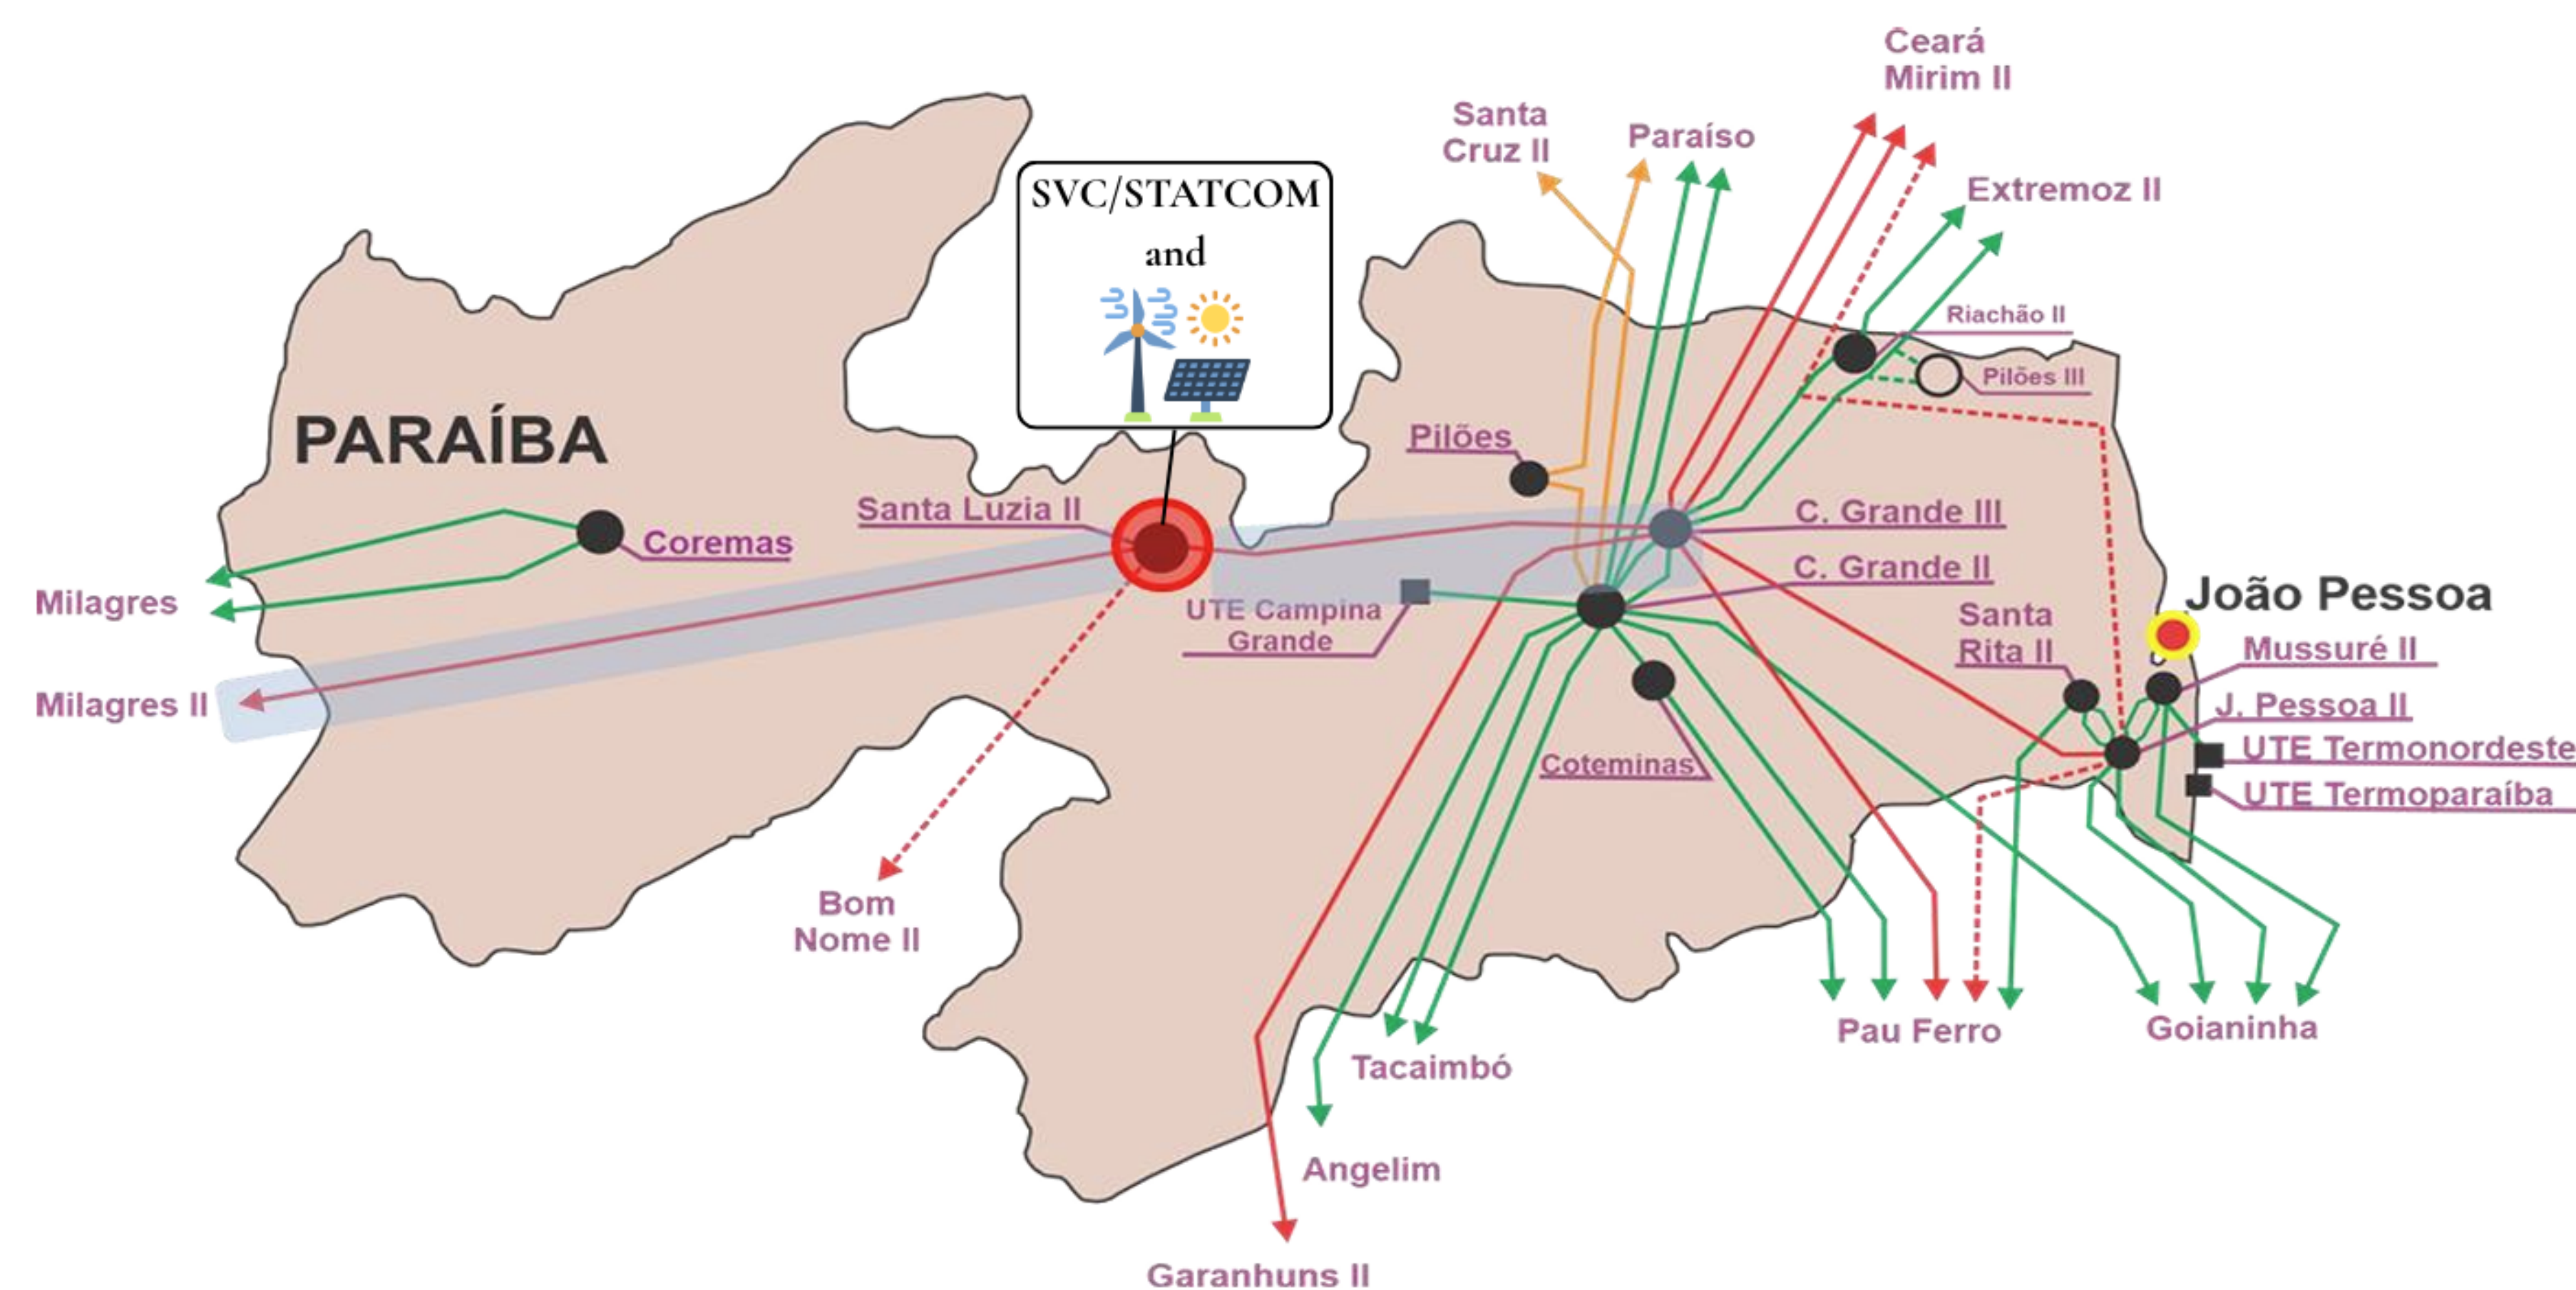 Ceará
Mirim II
Santa
Cruz II
Paraíso
SVC/STATCOM
and
Extremoz II
Riachão II
Pilões III
PARAÍBA
Pilões
Santa Luzia II
C. Grande III
Coremas
C. Grande II
Milagres
UTE Campina
Grande
João Pessoa
Santa
Rita II
Mussuré II
Milagres II
J. Pessoa II
UTE Termonordeste
Coteminas
UTE Termoparaíba
Bom
Nome II
Pau Ferro
Goianinha
Tacaimbó
Angelim
Garanhuns II